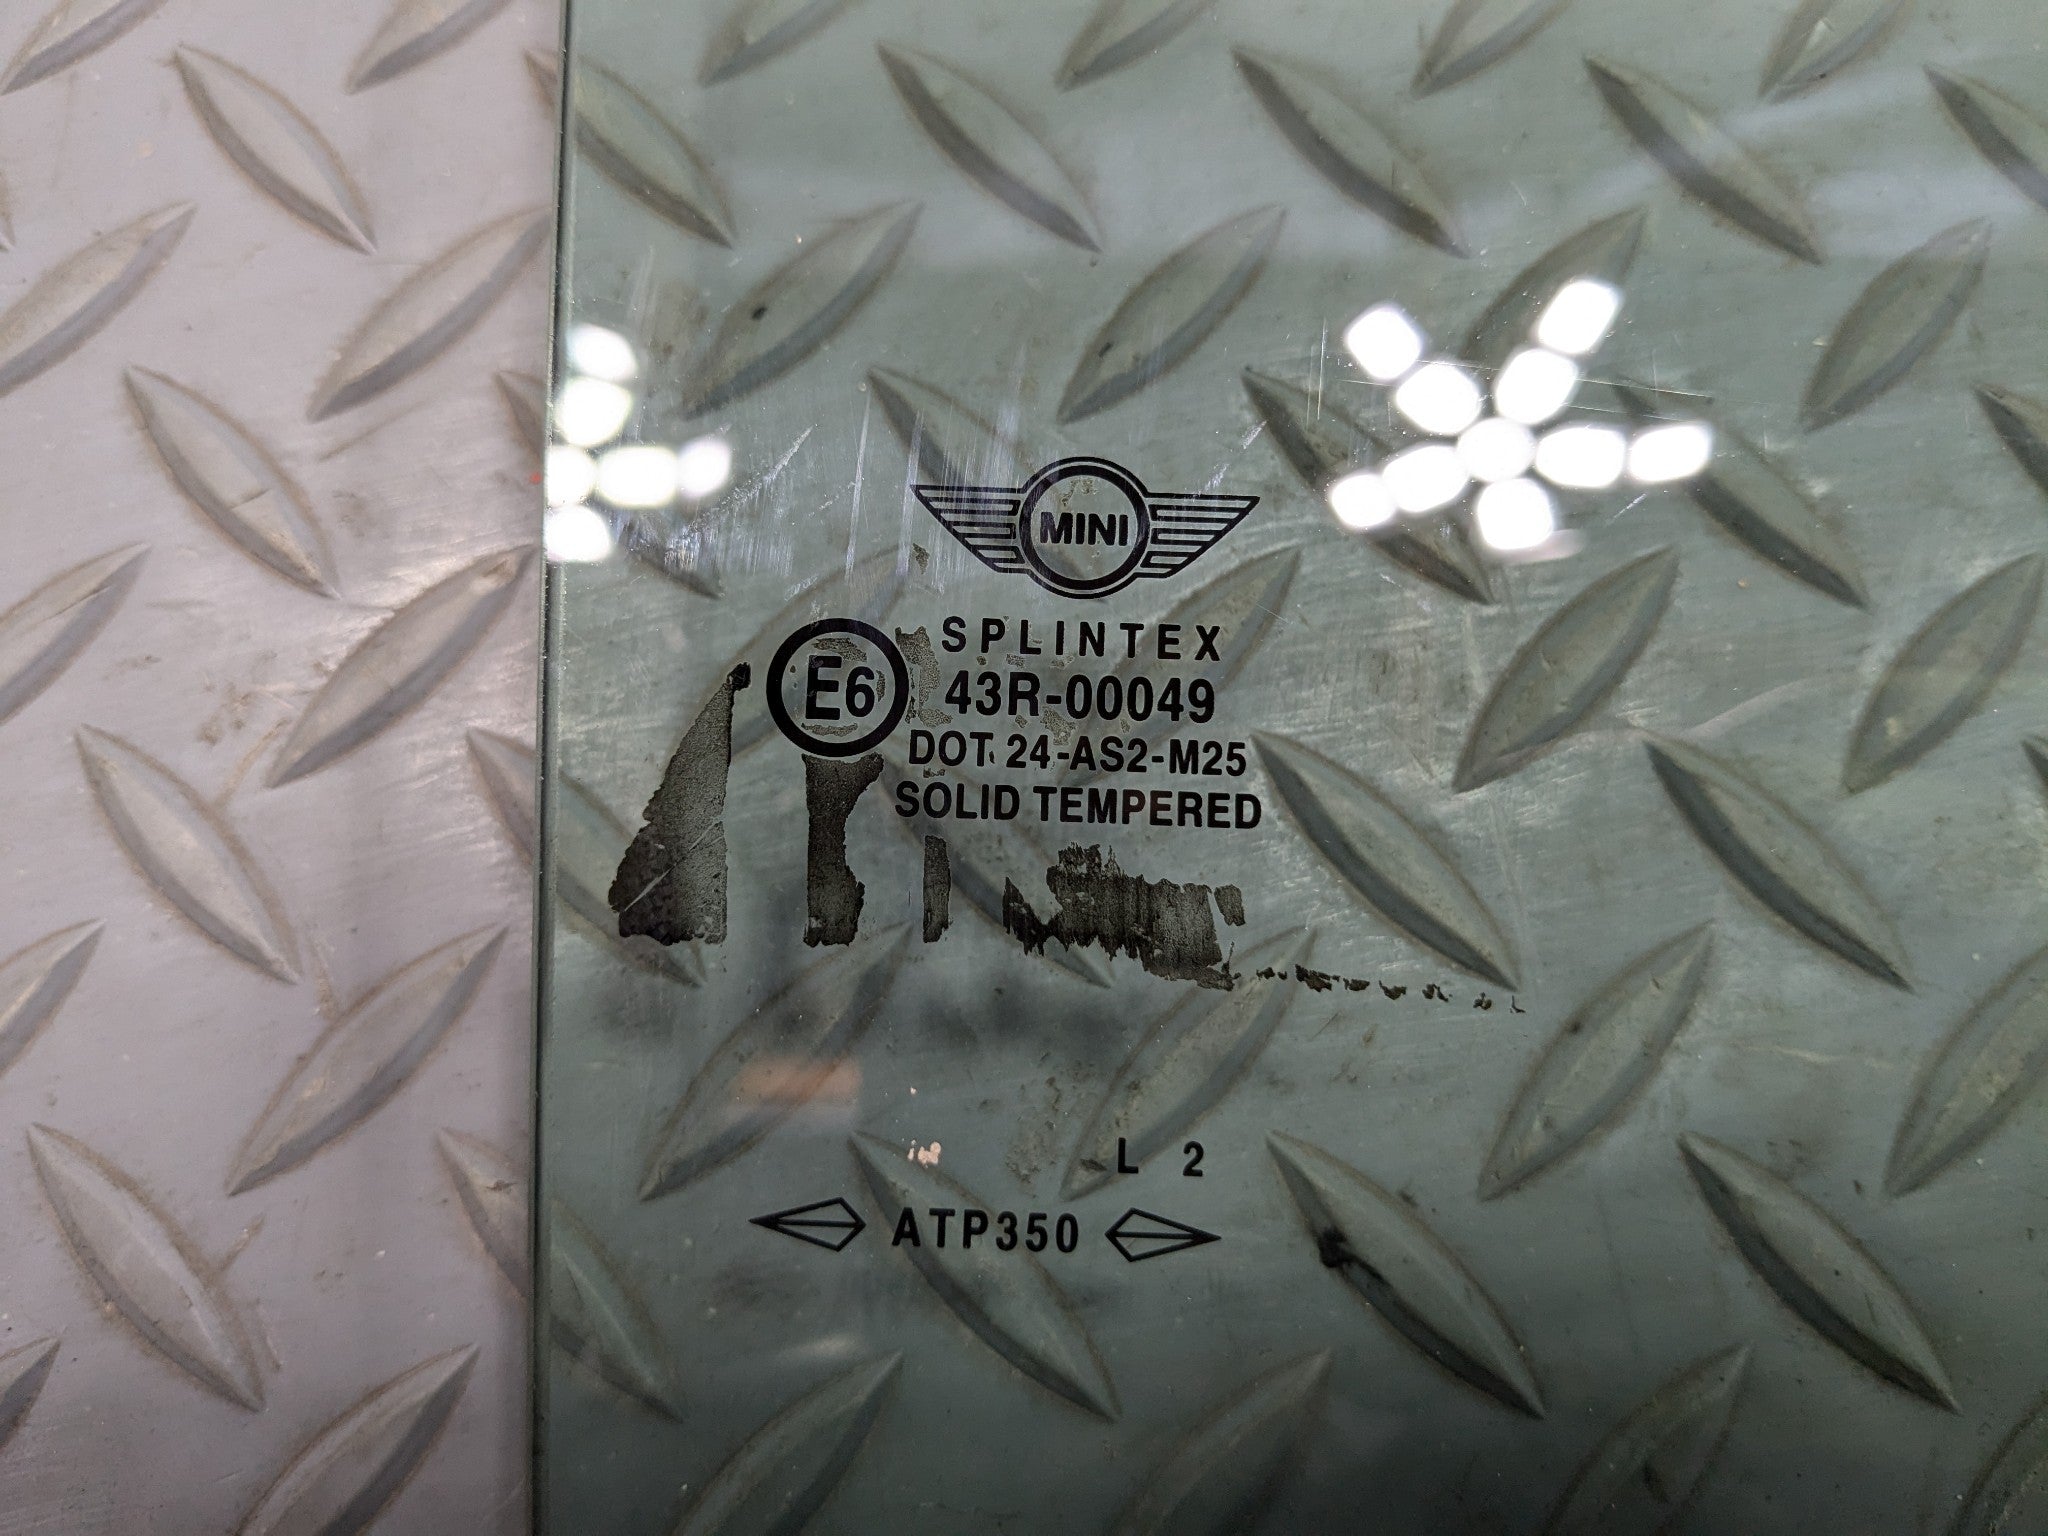 MINI
SPLINTEX
E6
43R-00049
DOT. 24-AS2-M25
SOLID TEMPERED
L 2
ATP350